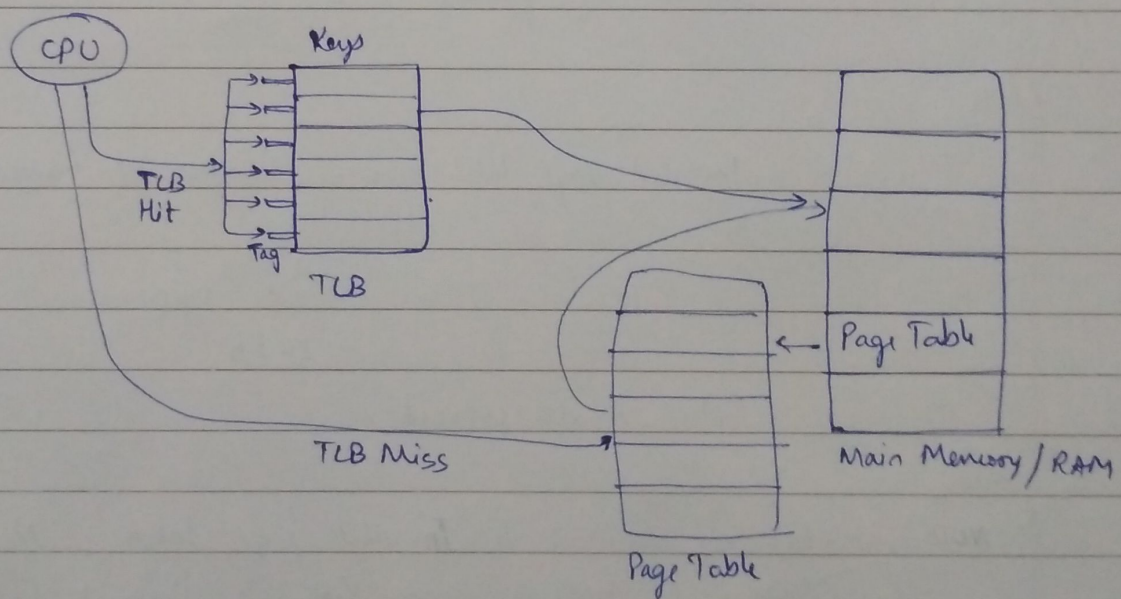 CPU
Keys
TLB
Hit
Tag
TLB
Page Table
TLB Miss
Main Memory / RAM
Page Table